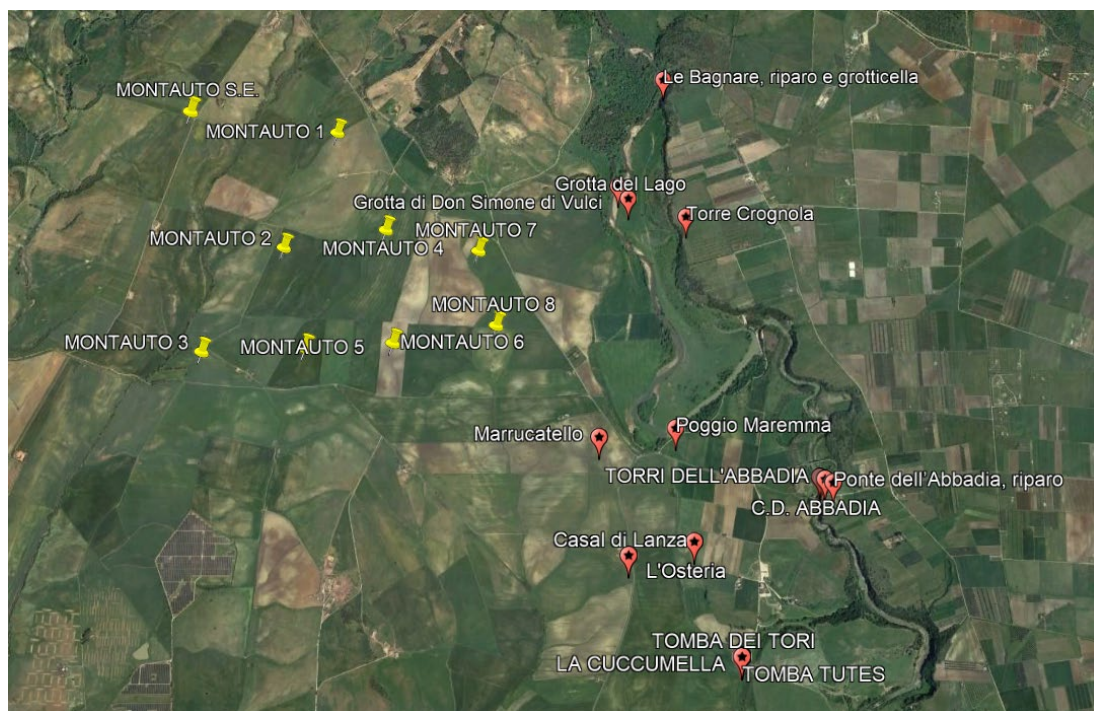 Le Bagnare, riparo e grotticella
MONTAUTO S.E.
MONTAUTO 1
Grotta del Lago
Grotta di Don Simone di Vulci
Torre Crognola
MONTAUTO 7
MONTAUTO 2
MONTAUTO 4
MONTAUTO 8
MONTAUTO 3
MONTAUTO 5
MONTAUTO 6
Poggio Maremma
Marrucatello
TORRI DELL'ABBADIA
Ponte dell'Abbadia, riparo
C.D. ABBADIA
Casal di Lanza
L'Osteria
TOMBA DEI TORI
LA CUCCUMELLA
TOMBA TUTES